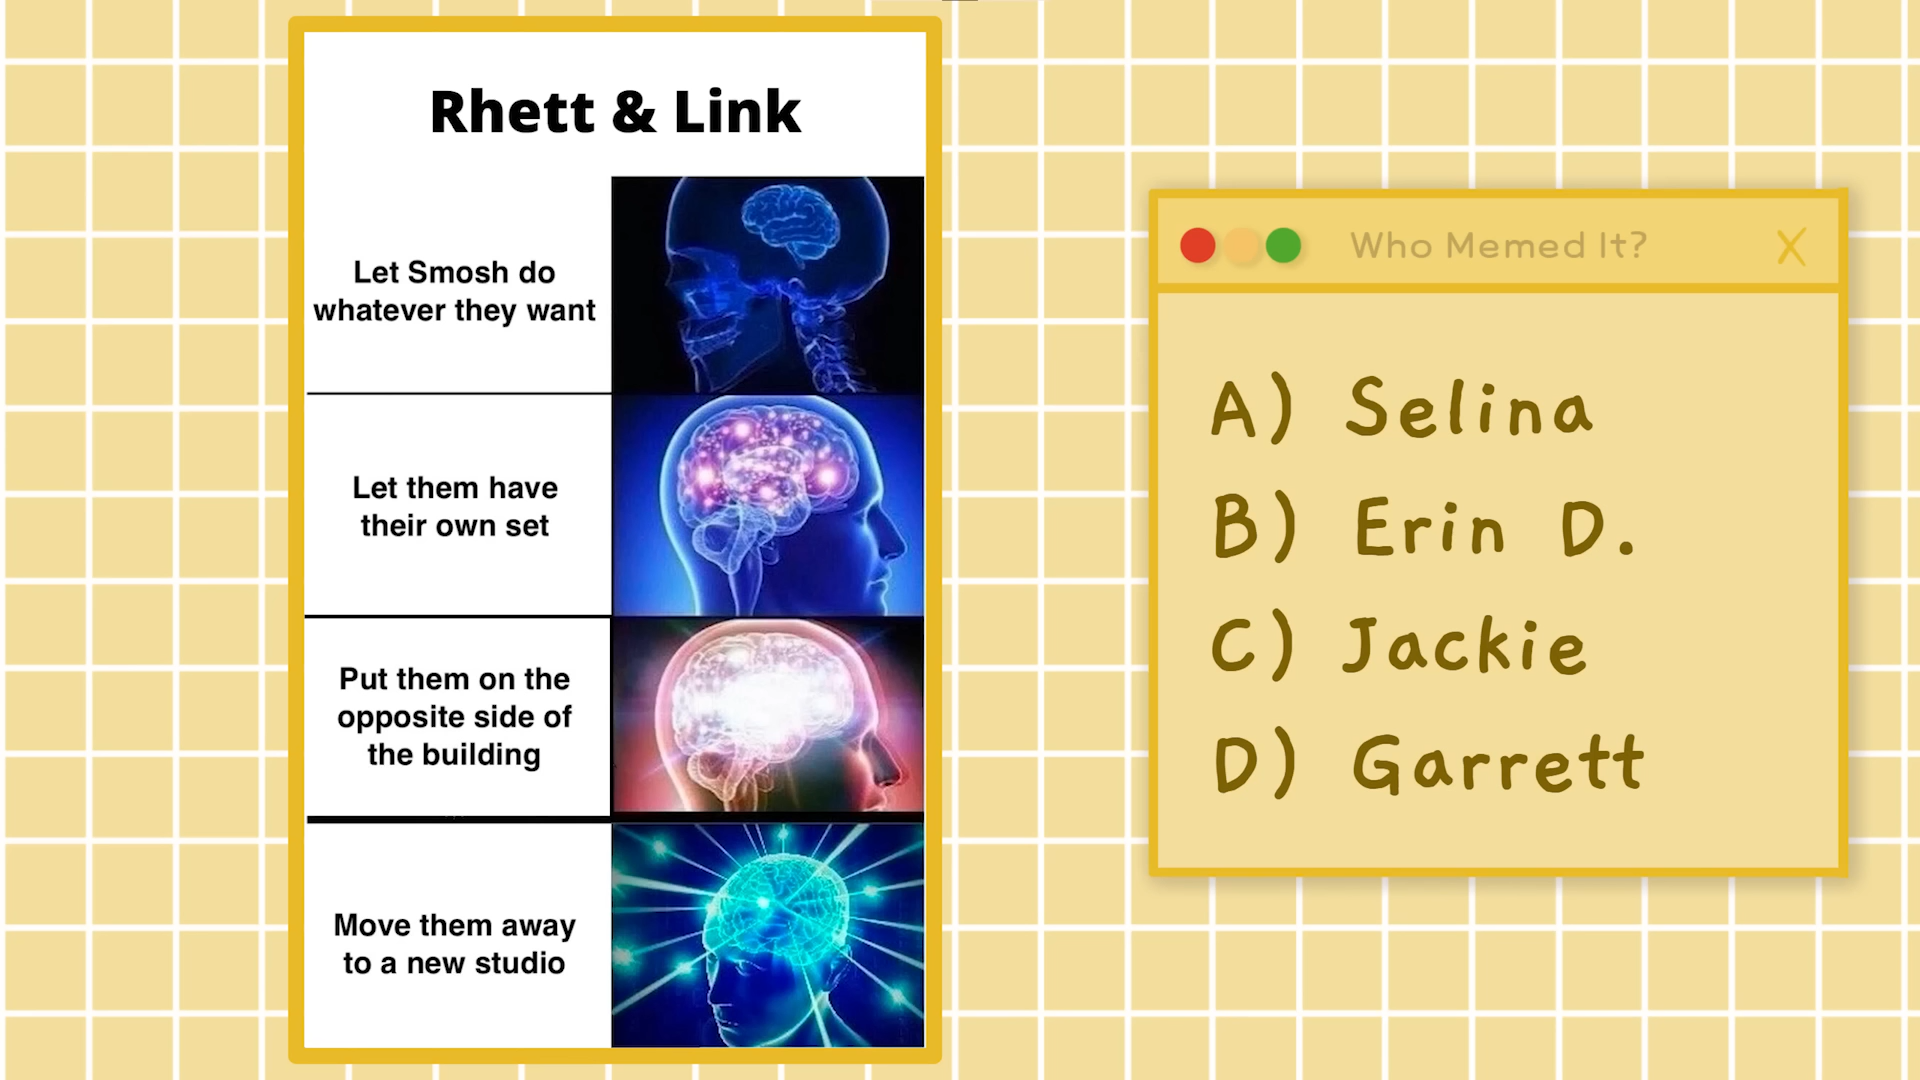 Rhett & Link
Let Smosh do
whatever they want
Let them have
their own set
Put them on the
opposite side of
the building
Move them away
to a new studio
Who Memed It?
X
A) Selina
B) Erin D.
C) Jackie
D) Garrett